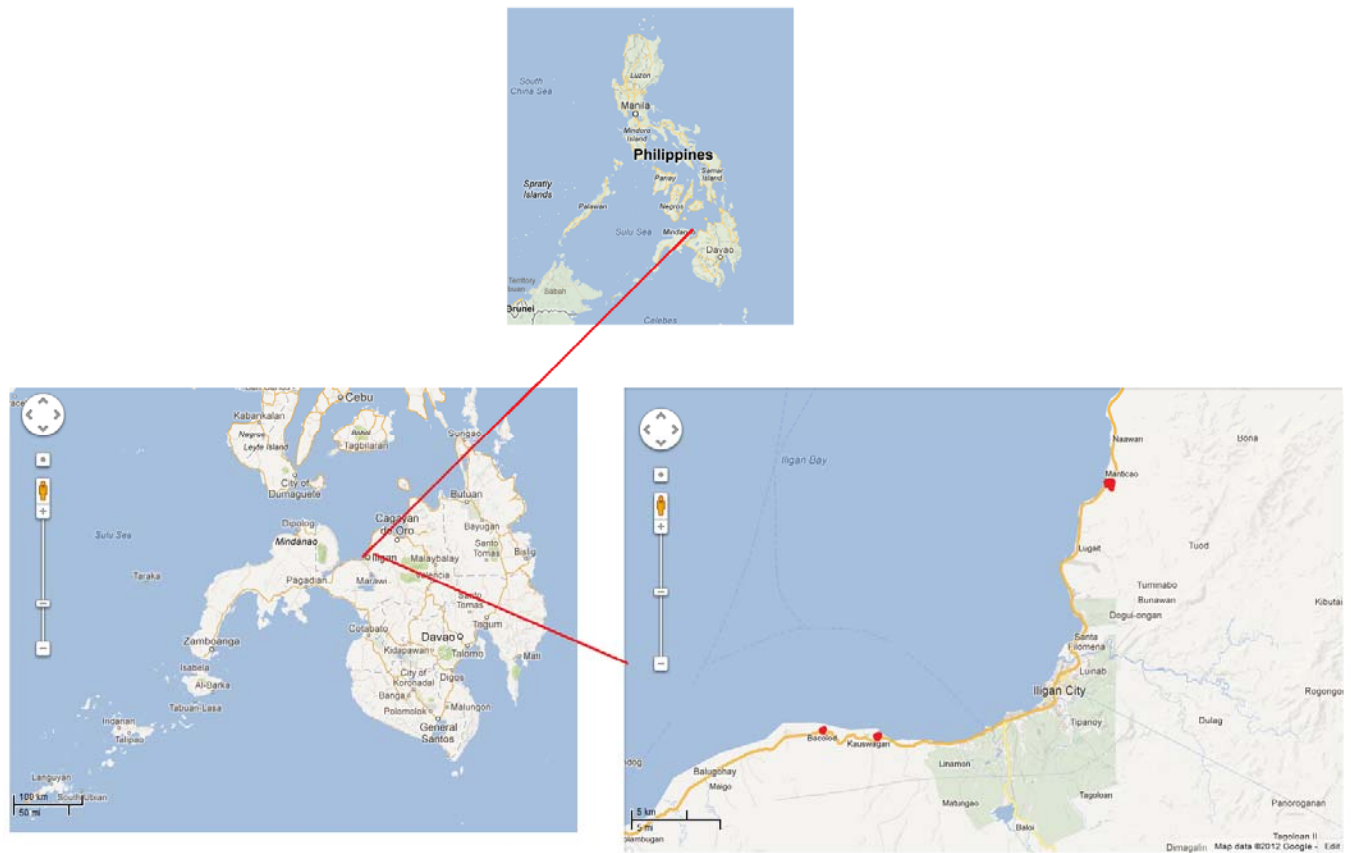 South
China Sea
Luzon
Manila
Mindoro
Island
Philippines
Samar
Island
Panay
Spratly
Islands
Palawan
Negros
Sulu Sea
Davao
Territory
Sabah
Brunei
Celebes
Cebu
Kabankalan
Negros
Leyte Island
Bohol
Tagbilaran
Surigao
City of
Dumaguete
Butuan
Dipolog
Cagayan
de Oro
Bayugan
Sulu Sea
Mindanao
Iligan
Malaybalay
Santo
Tomas
Bislig
Taraka
Pagadian
Marawi
Valencia
Santo
Tomas
Cotabato
Tagum
Davao
Zamboanga
Kidapawan
Talomo
Mati
Isabela
City of
Koronadal
Digos
Al-Barka
Banga
Tabuan-Lasa
Polomolok
Malungon
Indanan
General
Santos
Talipao
Languyan
100 km
South Ubian
50 mi
Naawan
Bona
Iligan Bay
Manticao
Lugait
Tuod
Tuminabo
Bunawan
Kibutai
Dogui-ongan
Santa
Filomena
Luinab
Iligan City
Rogongo
Tipanoy
Dulag
Bacolod
Kauswagan
Linamon
Balugohay
Maigo
Matungao
Tagoloan
Panoroganan
5 km
5 mi
Baloi
Tagoloan II
Dimagalin
Map data ©2012 Google -
Edit